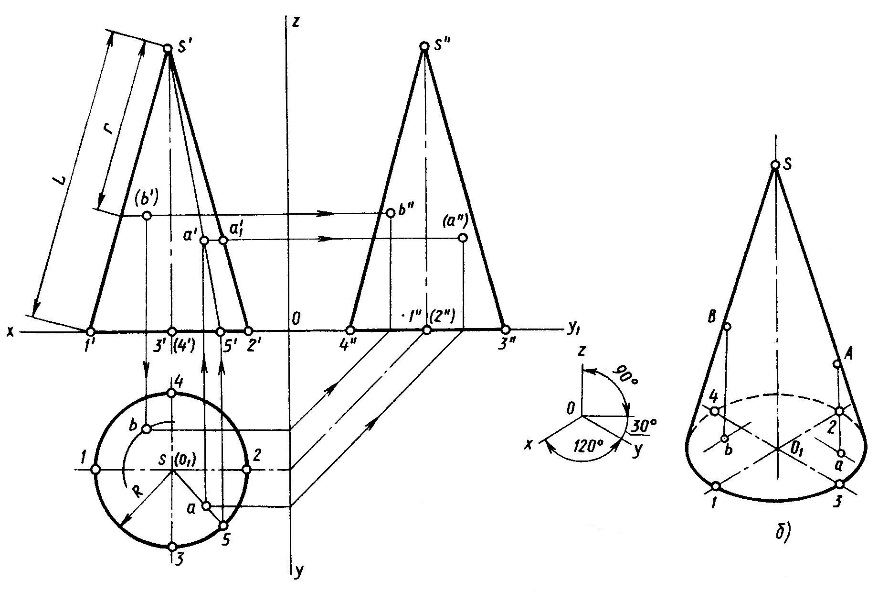 z
s' s"
r
L
(b') b"
a' a'₁ (a")
x 1' 3' (4') 5' 2' 0 4" 1" (2") 3" y₁
4
b
1 s (o₁) 2
R a
3 5
y
z
90°
0
30°
x 120° y
S
B A
4 2
b O₁ a
1 3
б)